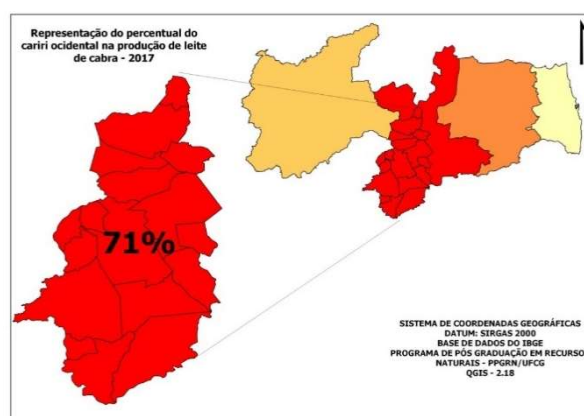 Representação do percentual do
cariri ocidental na produção de leite
de cabra - 2017
N
71%
SISTEMA DE COORDENADAS GEOGRÁFICAS
DATUM: SIRGAS 2000
BASE DE DADOS DO IBGE
PROGRAMA DE PÓS GRADUAÇÃO EM RECURSO
NATURAIS - PPGRN/UFCG
QGIS - 2.18